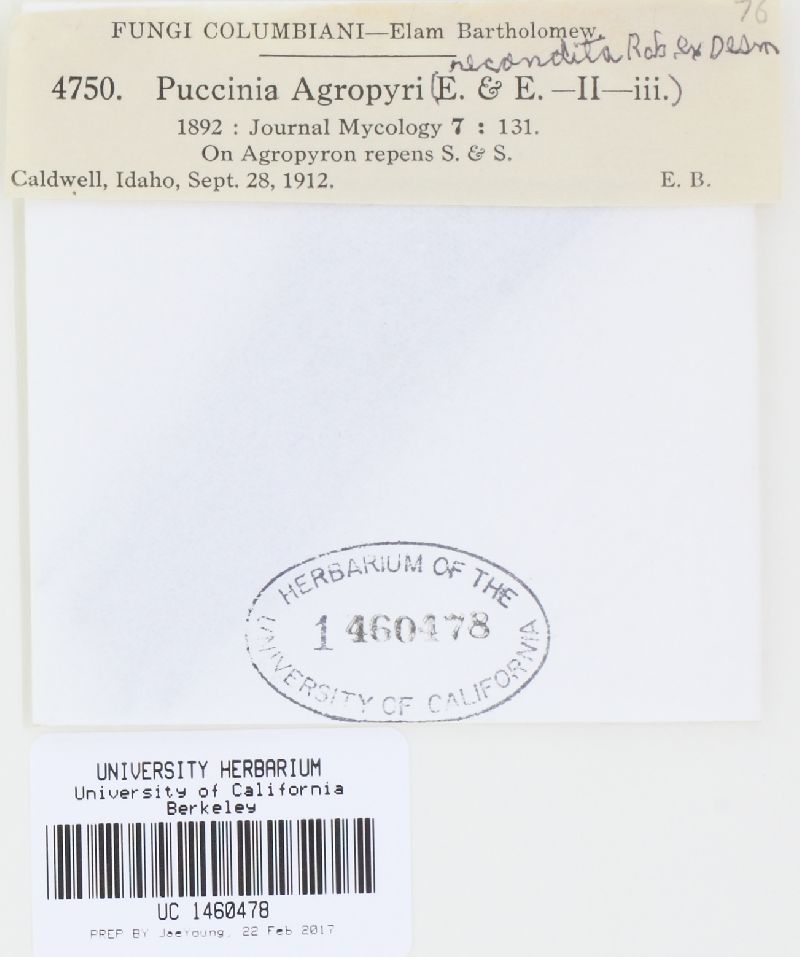 76
FUNGI COLUMBIANI—Elam Bartholomew.
recondita Rob. ex Desm
4750. Puccinia Agropyri (E. & E. —II—iii.)
1892 : Journal Mycology 7 : 131.
On Agropyron repens S. & S.
Caldwell, Idaho, Sept. 28, 1912. E. B.
HERBARIUM OF THE
1460478
UNIVERSITY OF CALIFORNIA
UNIVERSITY HERBARIUM
University of California
Berkeley
UC 1460478
PREP BY JaeYoung, 22 Feb 2017